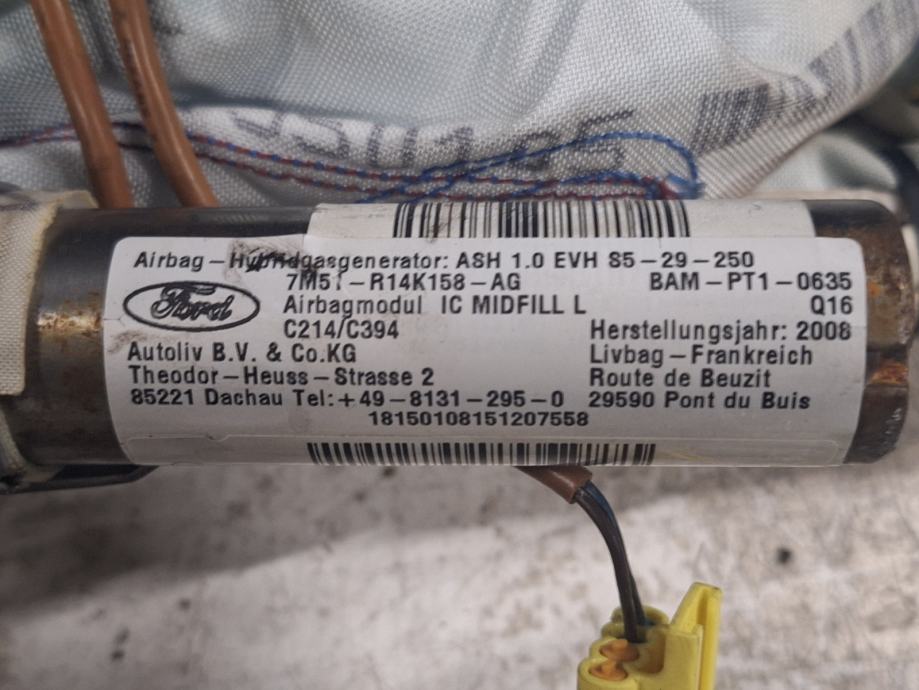 Airbag-Hybridgasgenerator: ASH 1.0 EVH S5-29-250
7M51-R14K158-AG BAM-PT1-0635
Ford Airbagmodul IC MIDFILL L Q16
C214/C394 Herstellungsjahr: 2008
Autoliv B.V. & Co.KG Livbag-Frankreich
Theodor-Heuss-Strasse 2 Route de Beuzit
85221 Dachau Tel:+49-8131-295-0 29590 Pont du Buis
18150108151207558